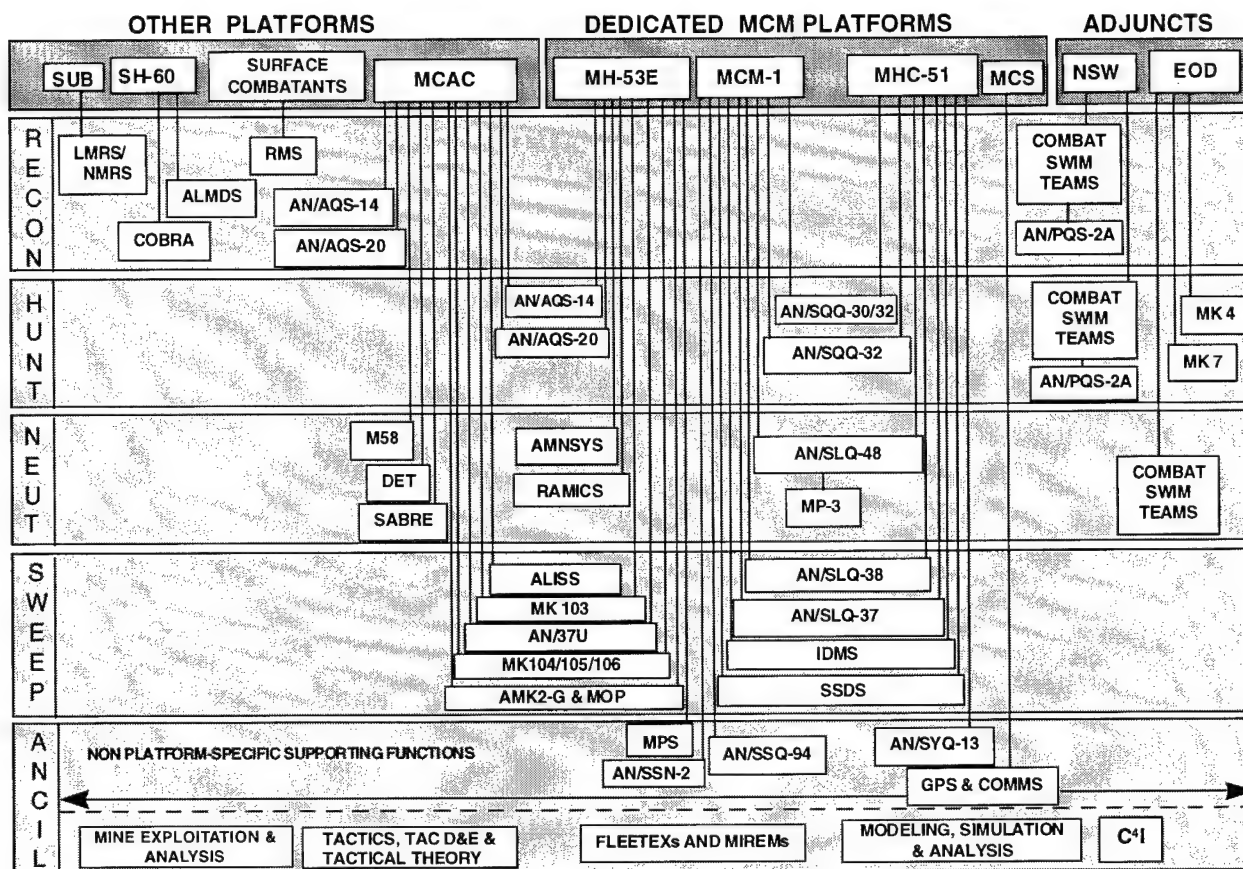 OTHER PLATFORMS
DEDICATED MCM PLATFORMS
ADJUNCTS
SUB
SH-60
SURFACE
COMBATANTS
MCAC
MH-53E
MCM-1
MHC-51
MCS
NSW
EOD
RECON
LMRS/
NMRS
ALMDS
COBRA
RMS
AN/AQS-14
AN/AQS-20
COMBAT
SWIM
TEAMS
AN/PQS-2A
HUNT
AN/AQS-14
AN/AQS-20
AN/SQQ-30/32
AN/SQQ-32
COMBAT
SWIM
TEAMS
AN/PQS-2A
MK 4
MK 7
NEUT
M58
DET
SABRE
AMNSYS
RAMICS
AN/SLQ-48
MP-3
COMBAT
SWIM
TEAMS
SWEEP
ALISS
MK 103
AN/37U
MK104/105/106
AMK2-G & MOP
AN/SLQ-38
AN/SLQ-37
IDMS
SSDS
ANCIL
NON PLATFORM-SPECIFIC SUPPORTING FUNCTIONS
MPS
AN/SSN-2
AN/SSQ-94
AN/SYQ-13
GPS & COMMS
MINE EXPLOITATION &
ANALYSIS
TACTICS, TAC D&E &
TACTICAL THEORY
FLEETEXs AND MIREMs
MODELING, SIMULATION
& ANALYSIS
C⁴I